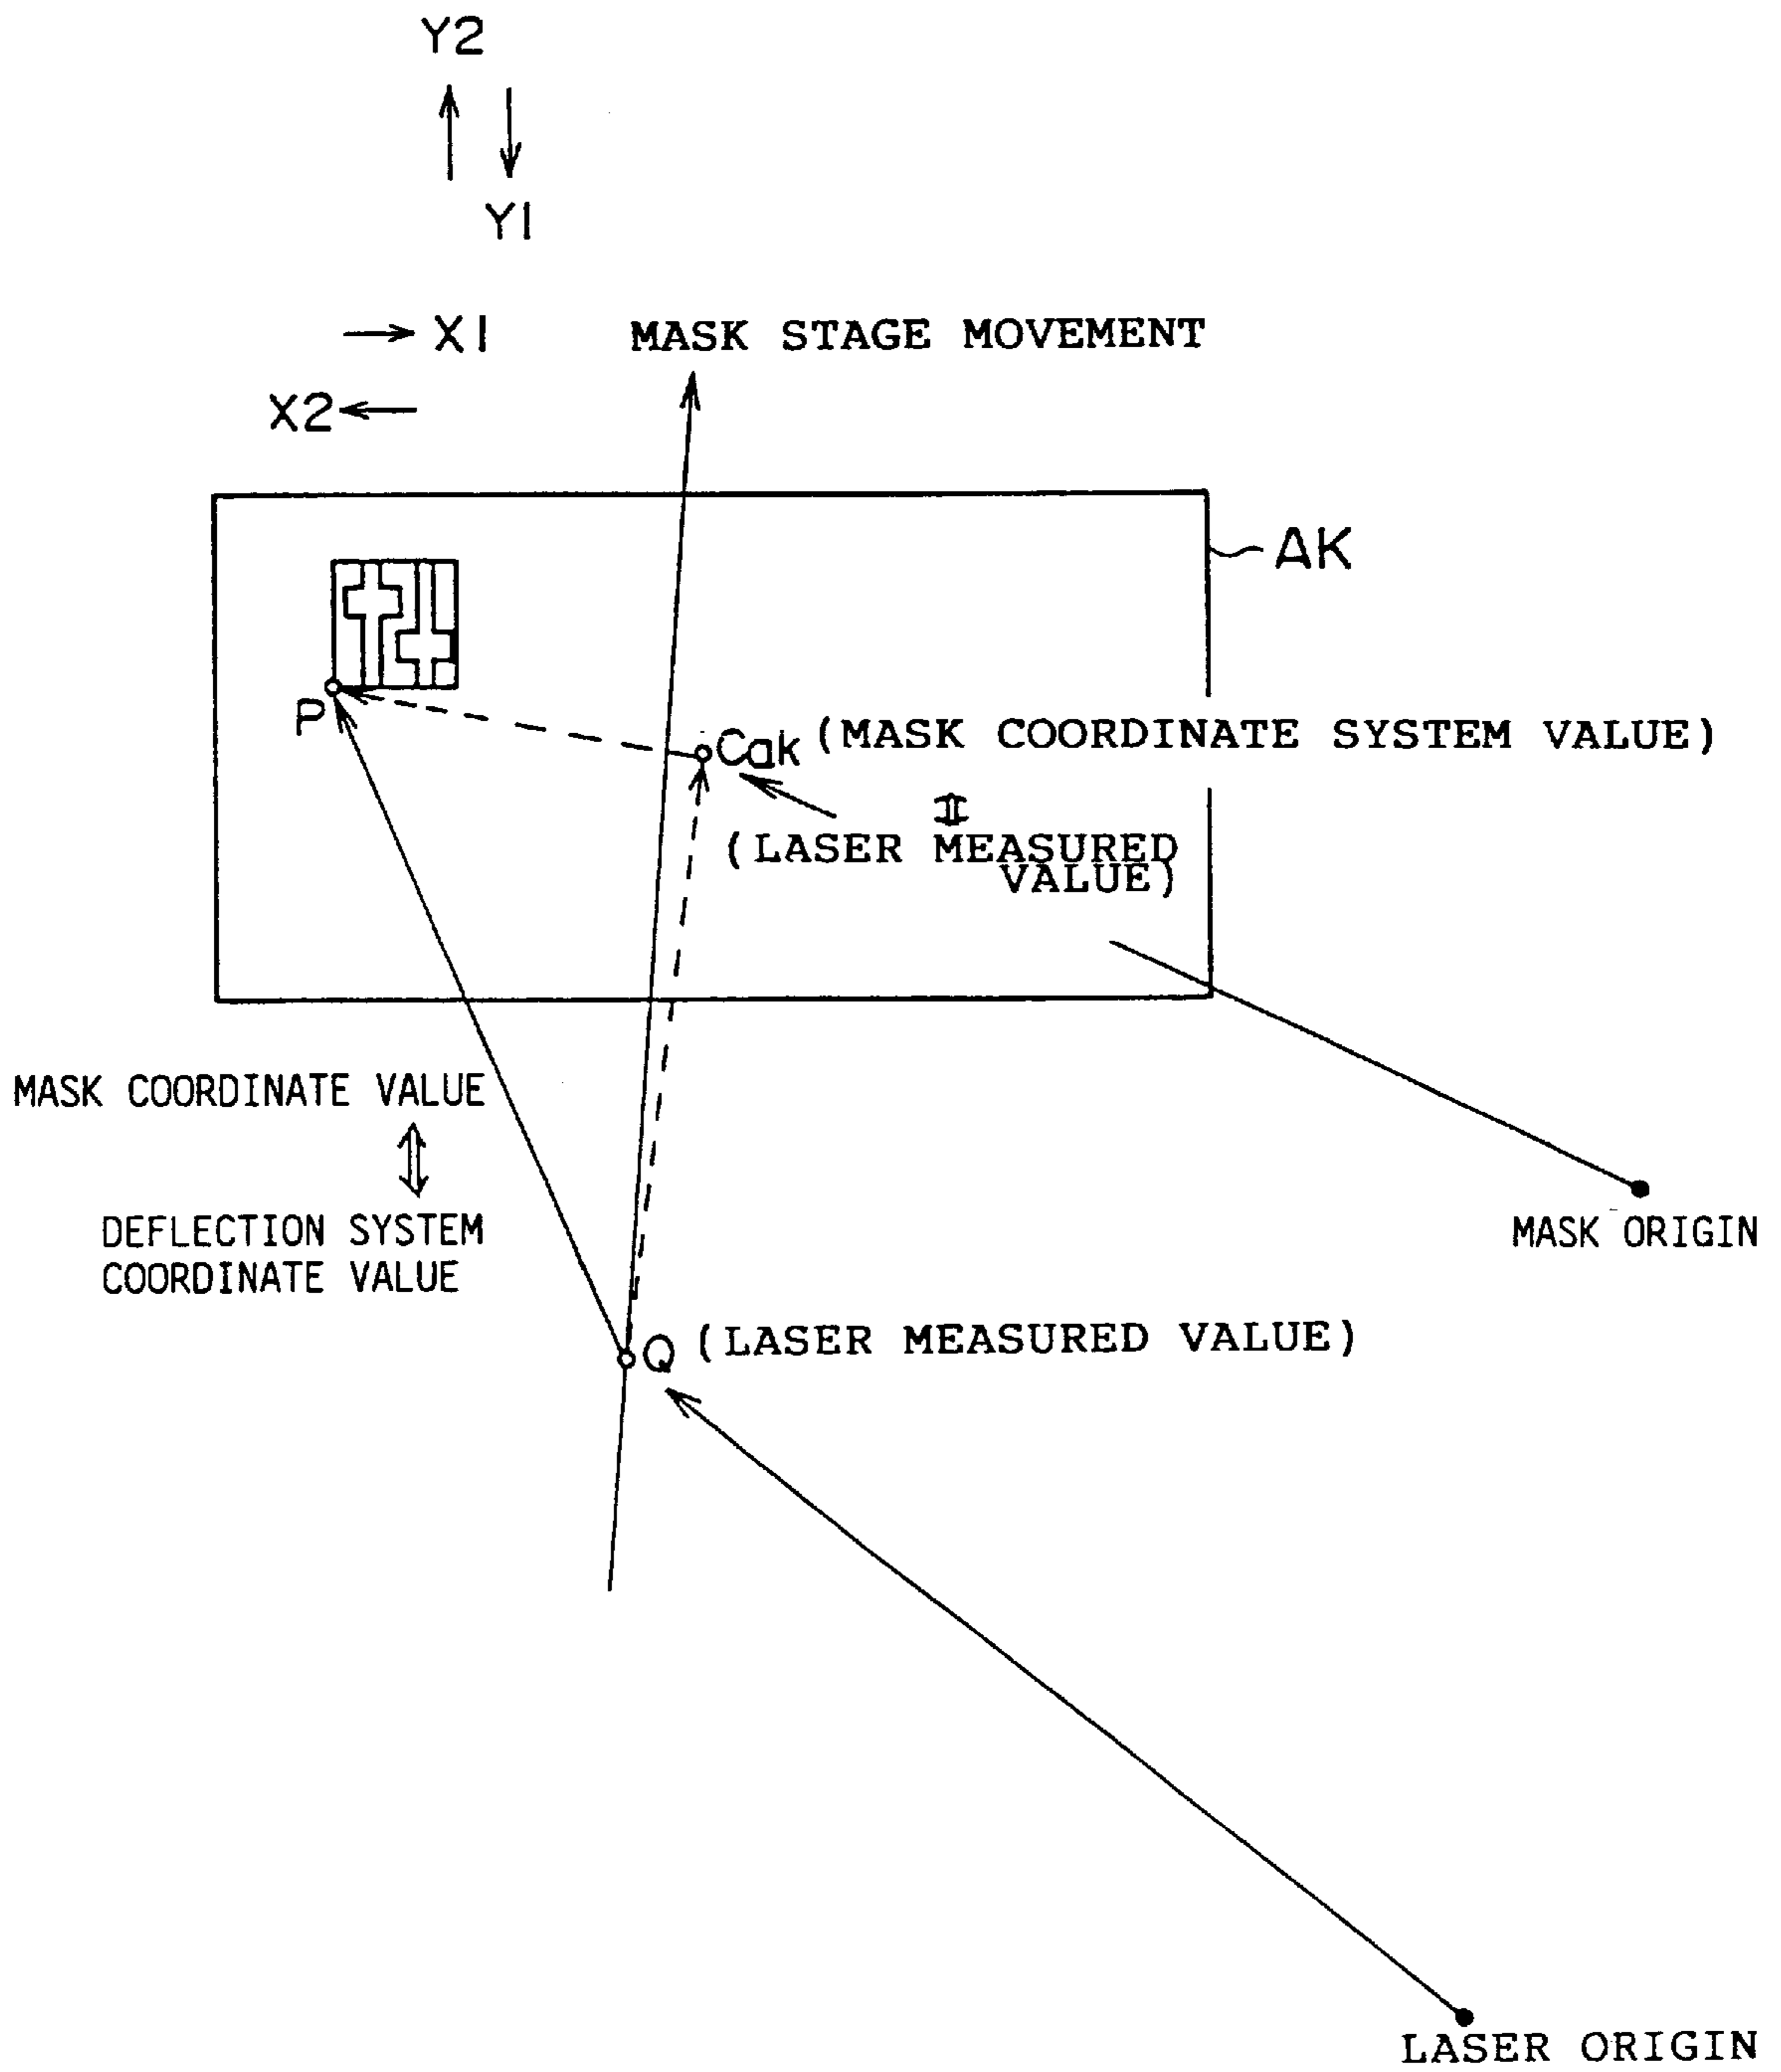 Y2
Y1
X1
X2
MASK STAGE MOVEMENT
AK
P
Cak (MASK COORDINATE SYSTEM VALUE)
(LASER MEASURED
VALUE)
MASK COORDINATE VALUE
DEFLECTION SYSTEM
COORDINATE VALUE
MASK ORIGIN
Q (LASER MEASURED VALUE)
LASER ORIGIN